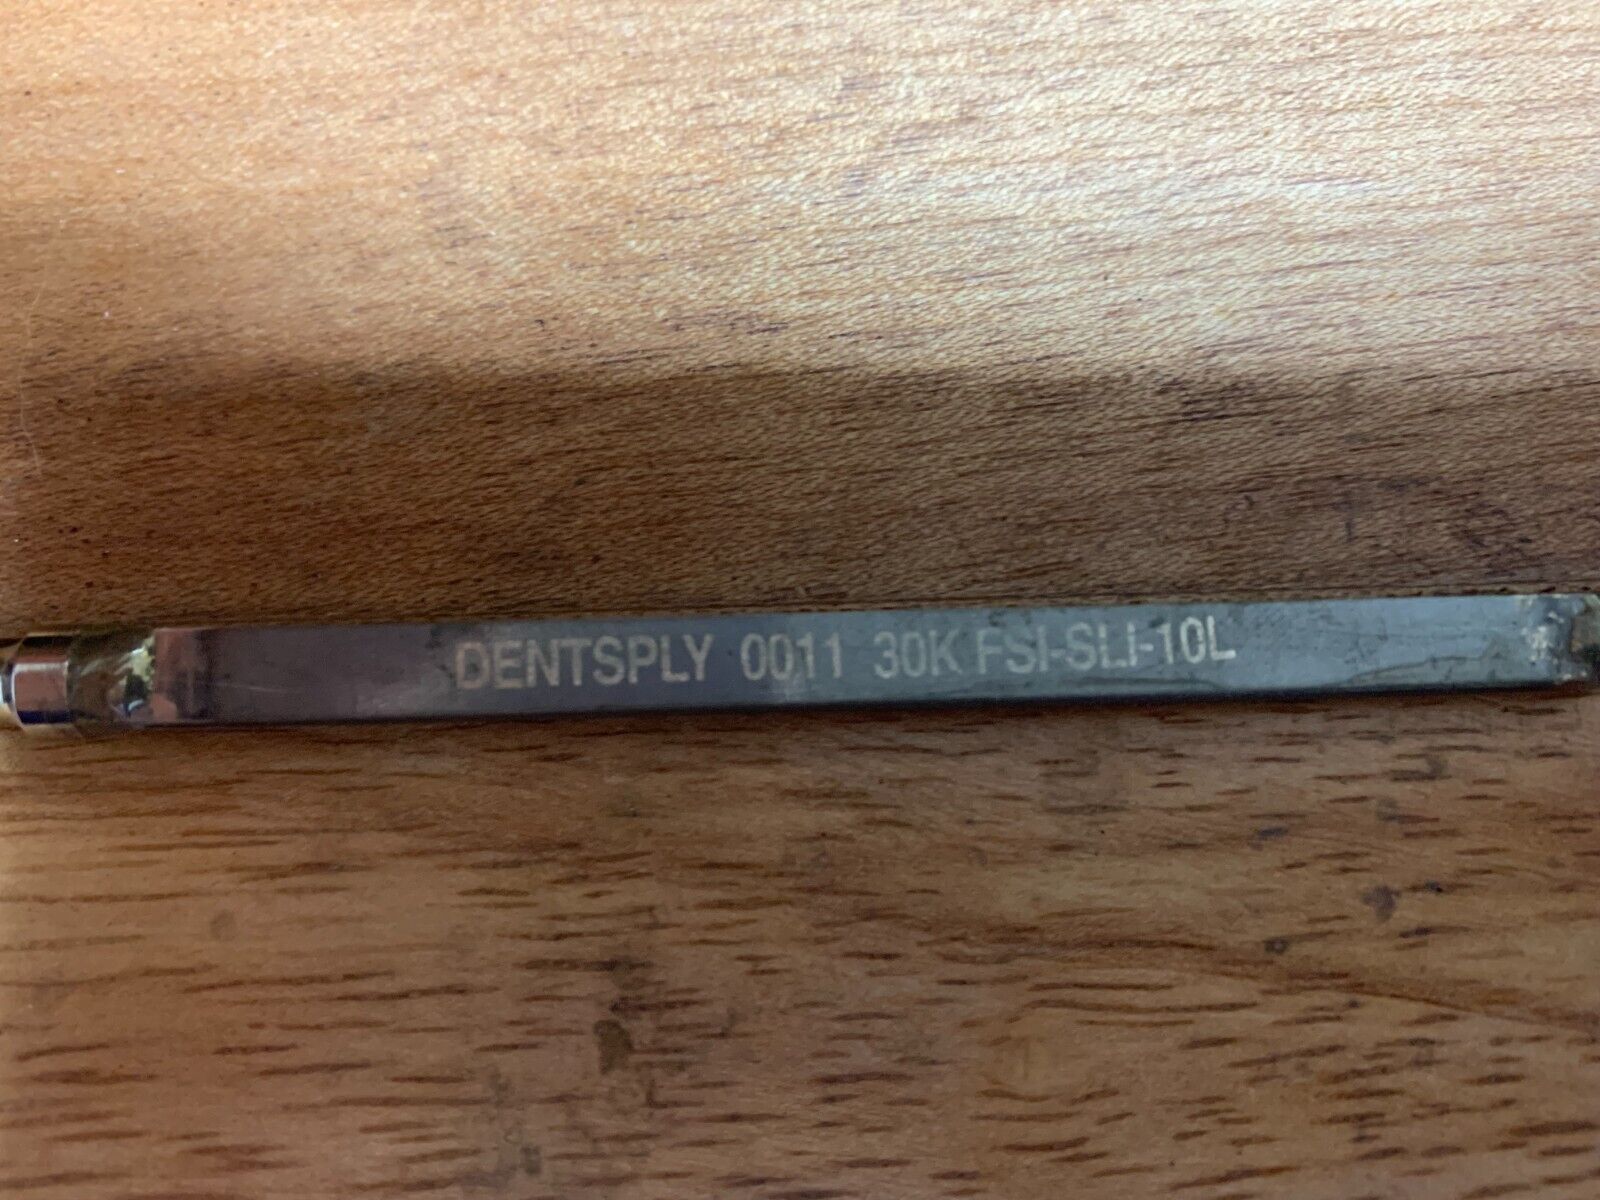 DENTSPLY 0011 30K FSI-SLI-10L